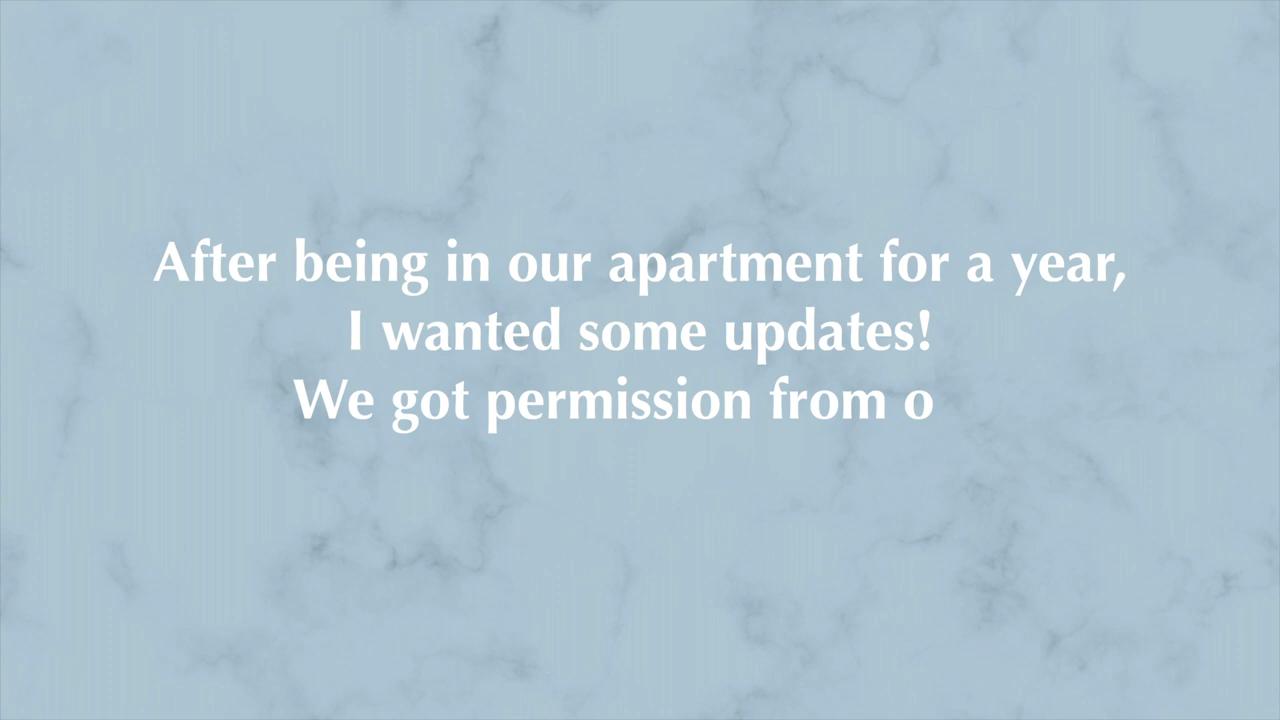 After being in our apartment for a year,
I wanted some updates!
We got permission from o